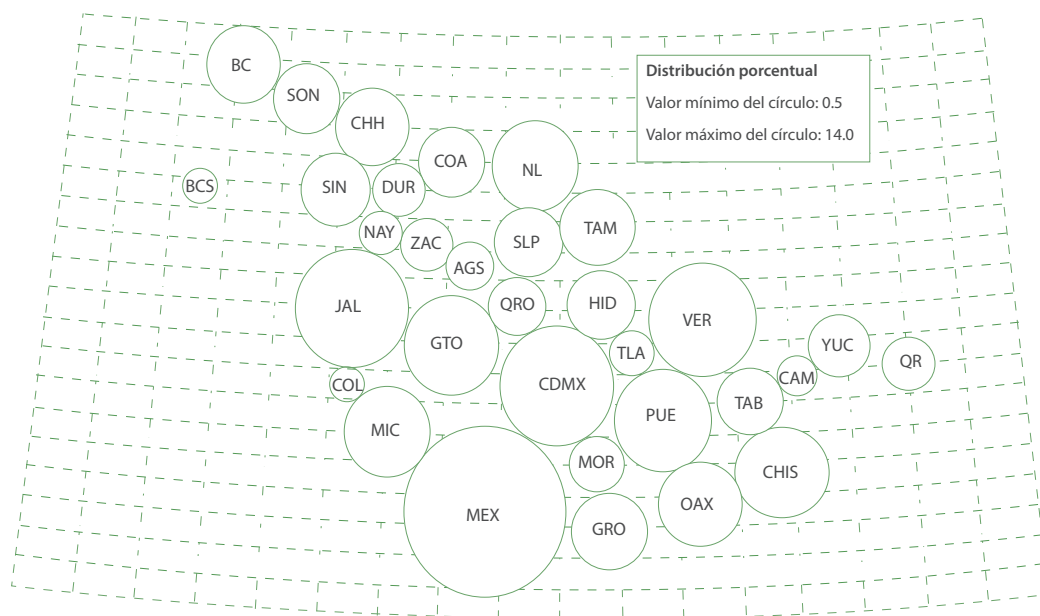 BC
SON
CHH
COA
NL
BCS
SIN
DUR
NAY
ZAC
AGS
SLP
TAM
JAL
GTO
QRO
HID
VER
YUC
QR
COL
CDMX
TLA
CAM
MIC
PUE
TAB
MEX
MOR
GRO
OAX
CHIS
Distribución porcentual
Valor mínimo del círculo: 0.5
Valor máximo del círculo: 14.0